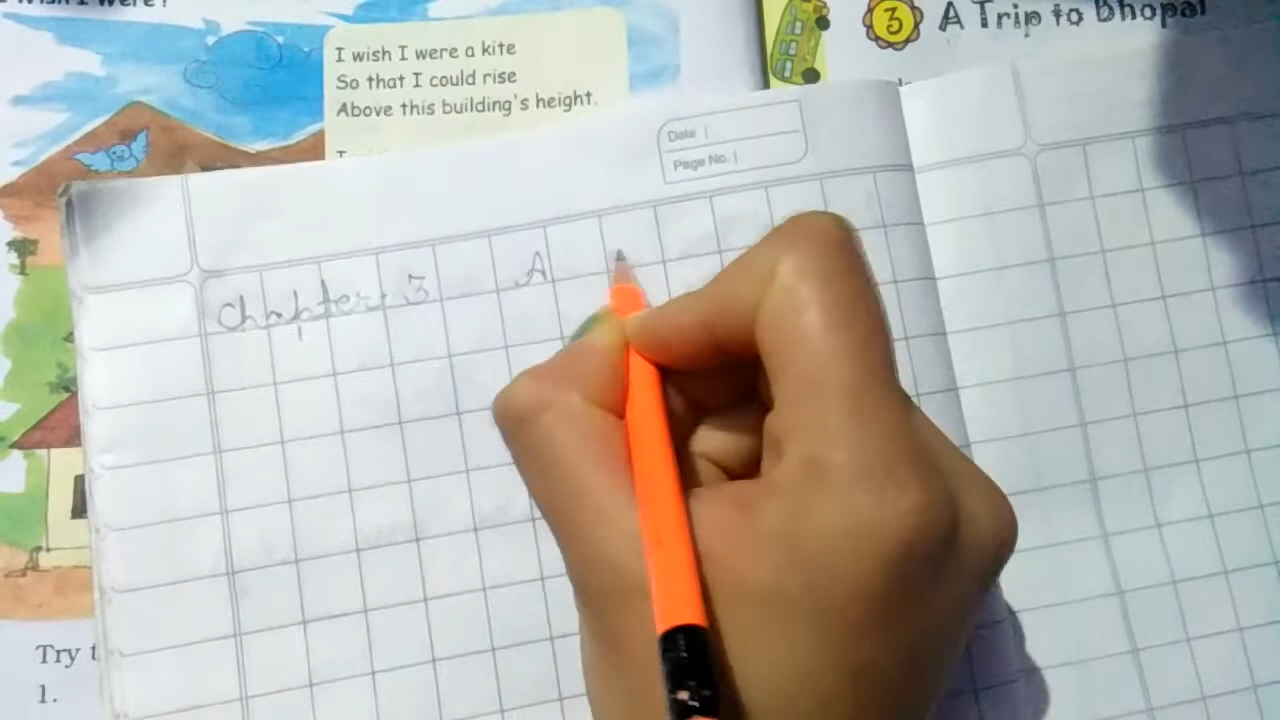 I wish I were a kite
So that I could rise
Above this building's height.
3 A Trip to Bhopal
Date
Page No.
Chapter. 3 A
Try
1.